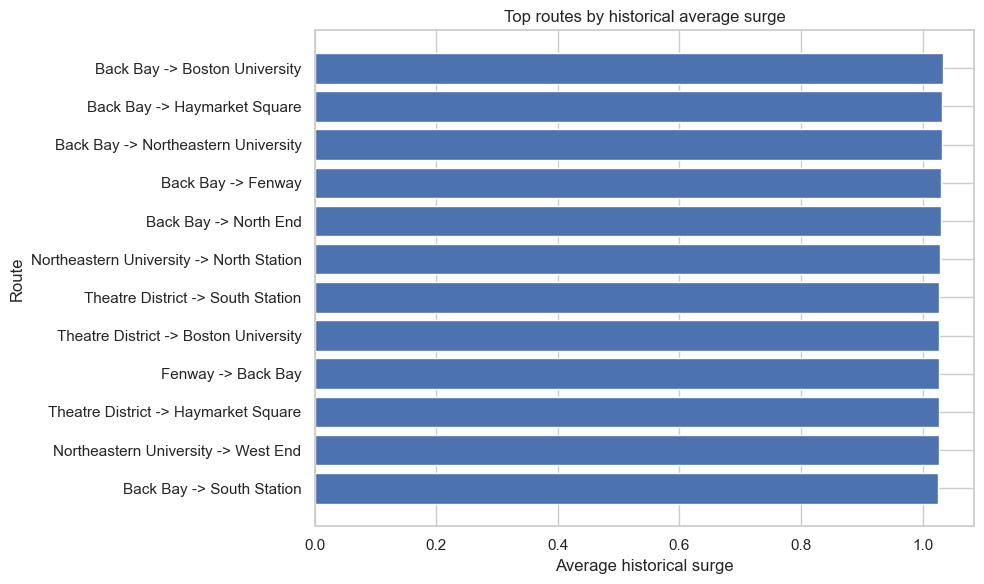 Top routes by historical average surge
Route
Back Bay -> Boston University
Back Bay -> Haymarket Square
Back Bay -> Northeastern University
Back Bay -> Fenway
Back Bay -> North End
Northeastern University -> North Station
Theatre District -> South Station
Theatre District -> Boston University
Fenway -> Back Bay
Theatre District -> Haymarket Square
Northeastern University -> West End
Back Bay -> South Station
0.0 0.2 0.4 0.6 0.8 1.0
Average historical surge